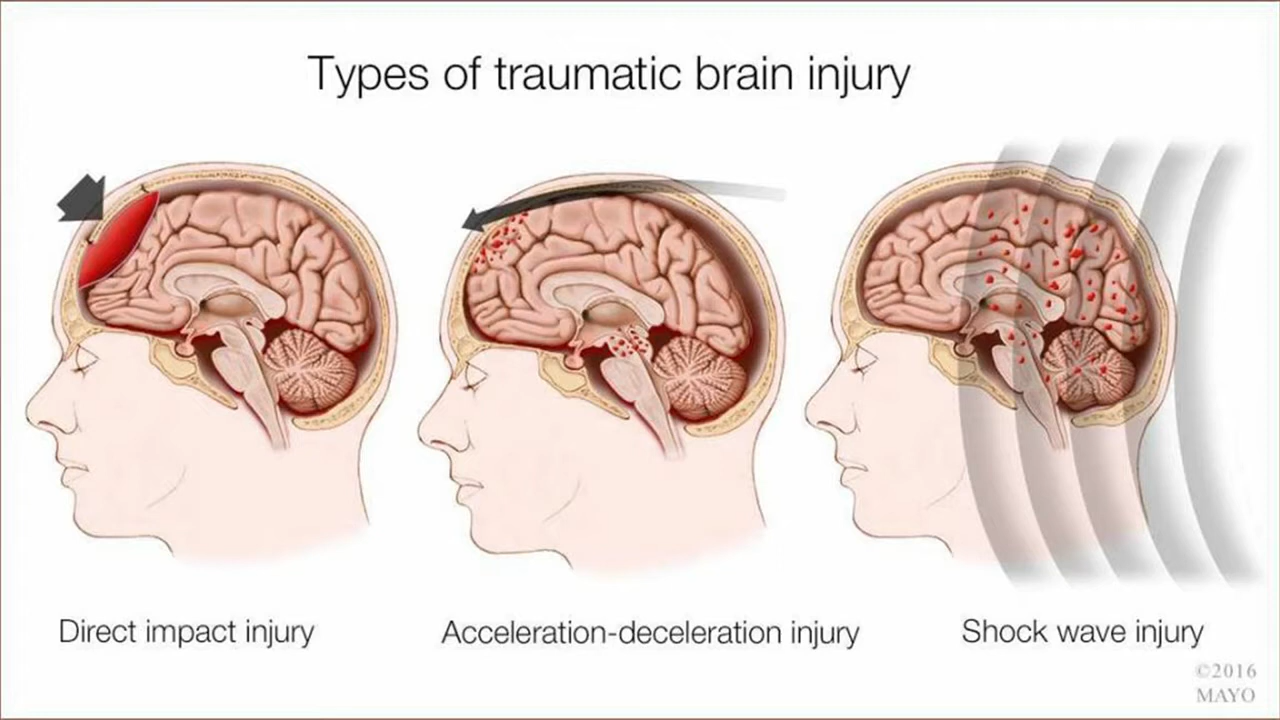 Types of traumatic brain injury
Direct impact injury
Acceleration-deceleration injury
Shock wave injury
©2016
MAYO